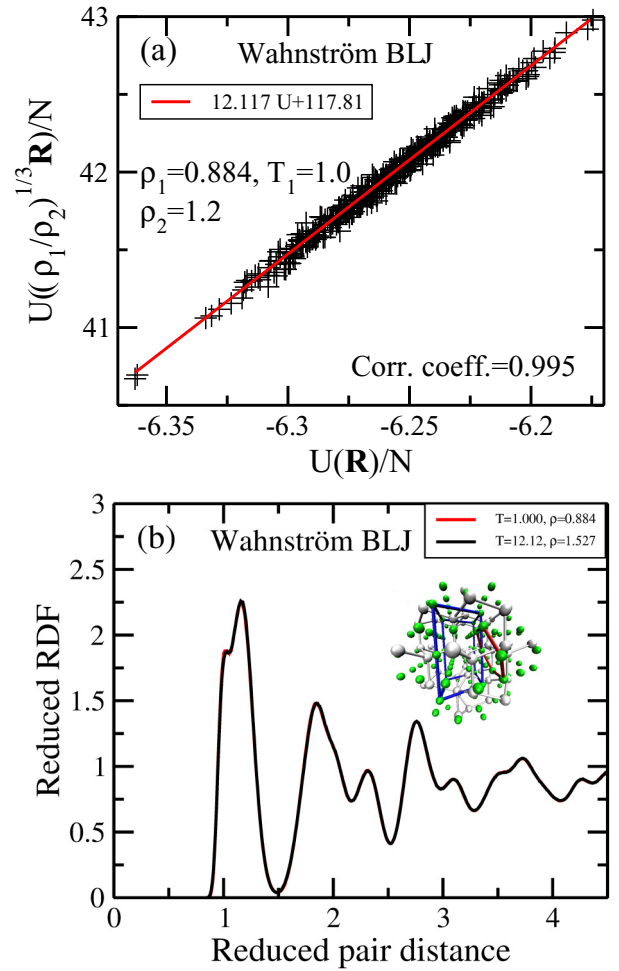 (a) Wahnström BLJ
12.117 U+117.81
ρ₁=0.884, T₁=1.0
ρ₂=1.2
Corr. coeff.=0.995
U((ρ₁/ρ₂)^1/3 R)/N
43
42
41
-6.35 -6.3 -6.25 -6.2
U(R)/N
(b) Wahnström BLJ
T=1.000, ρ=0.884
T=12.12, ρ=1.527
Reduced RDF
3
2.5
2
1.5
1
0.5
0
0 1 2 3 4
Reduced pair distance